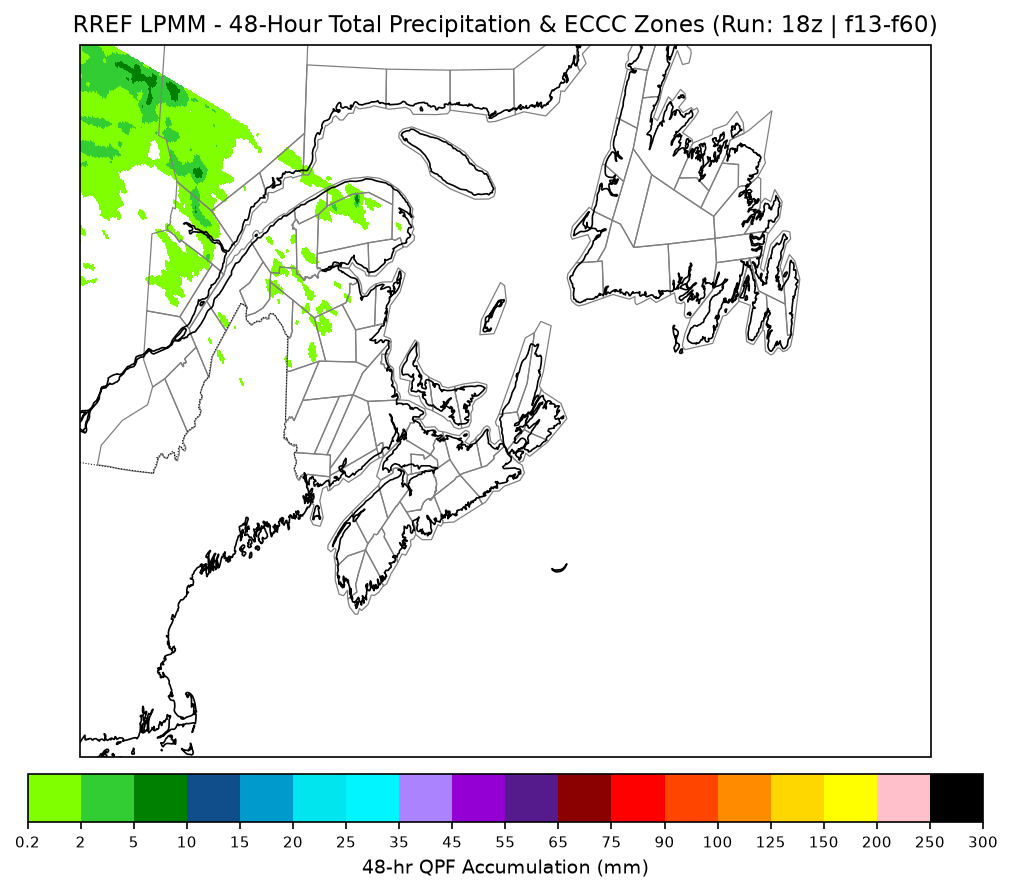 RREF LPMM - 48-Hour Total Precipitation & ECCC Zones (Run: 18z | f13-f60)
0.2 2 5 10 15 20 25 35 45 55 65 75 90 100 125 150 200 250 300
48-hr QPF Accumulation (mm)